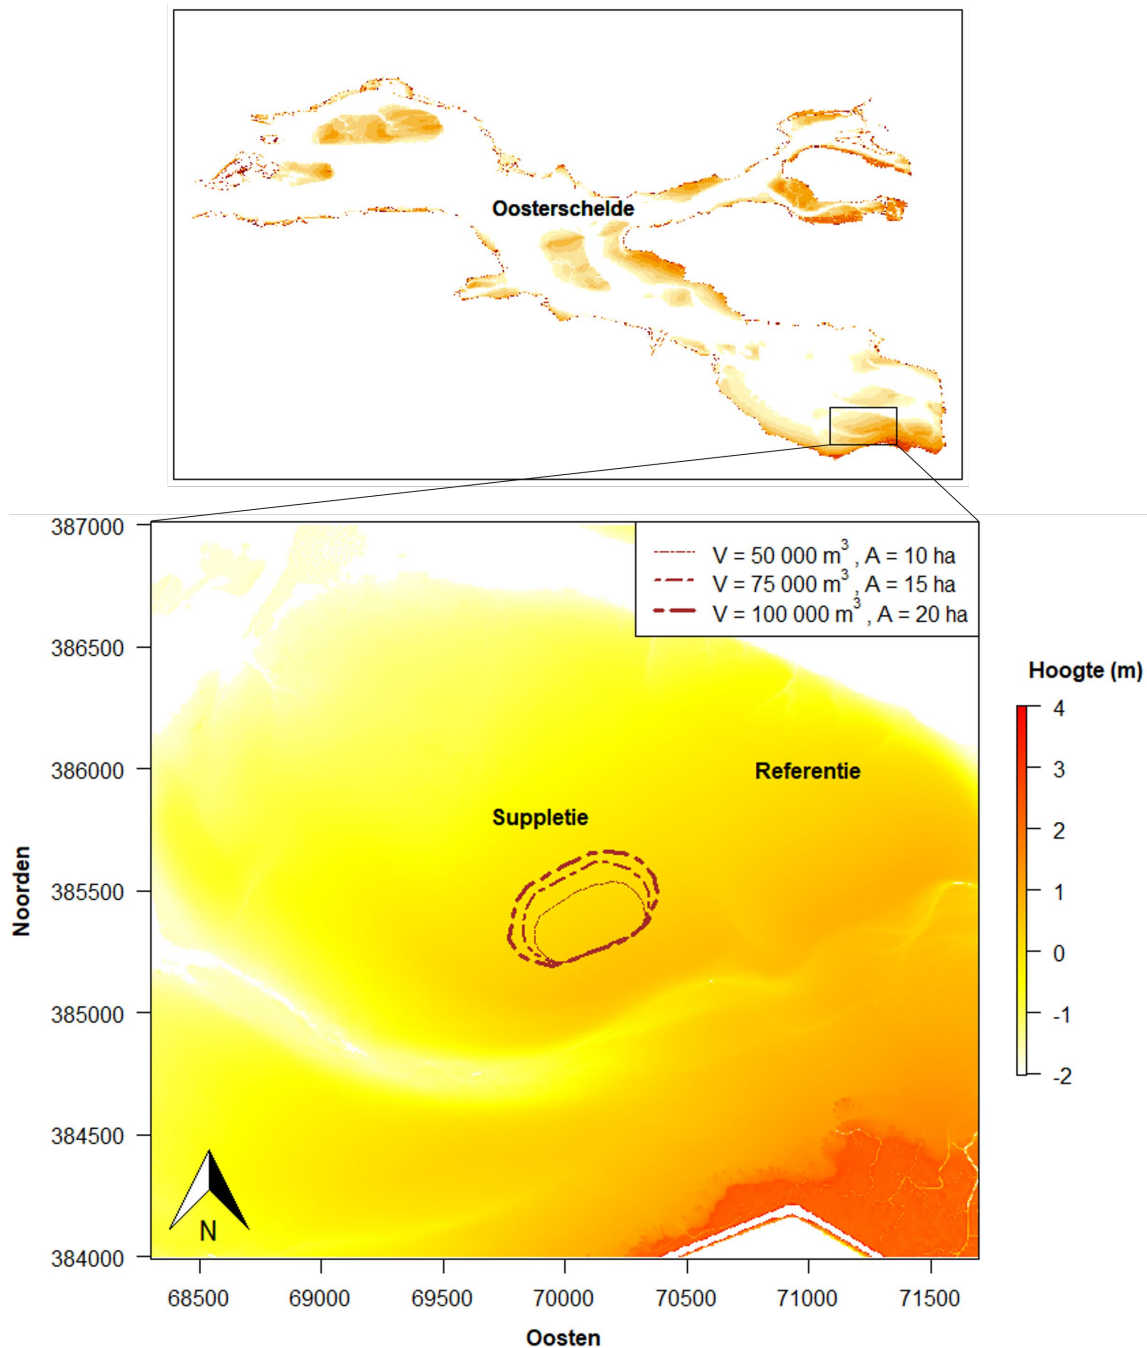 Oosterschelde
387000
386500
386000
385500
385000
384500
384000
Noorden
V = 50 000 m³ , A = 10 ha
V = 75 000 m³ , A = 15 ha
V = 100 000 m³ , A = 20 ha
Referentie
Suppletie
N
68500 69000 69500 70000 70500 71000 71500
Oosten
Hoogte (m)
4
3
2
1
0
-1
-2